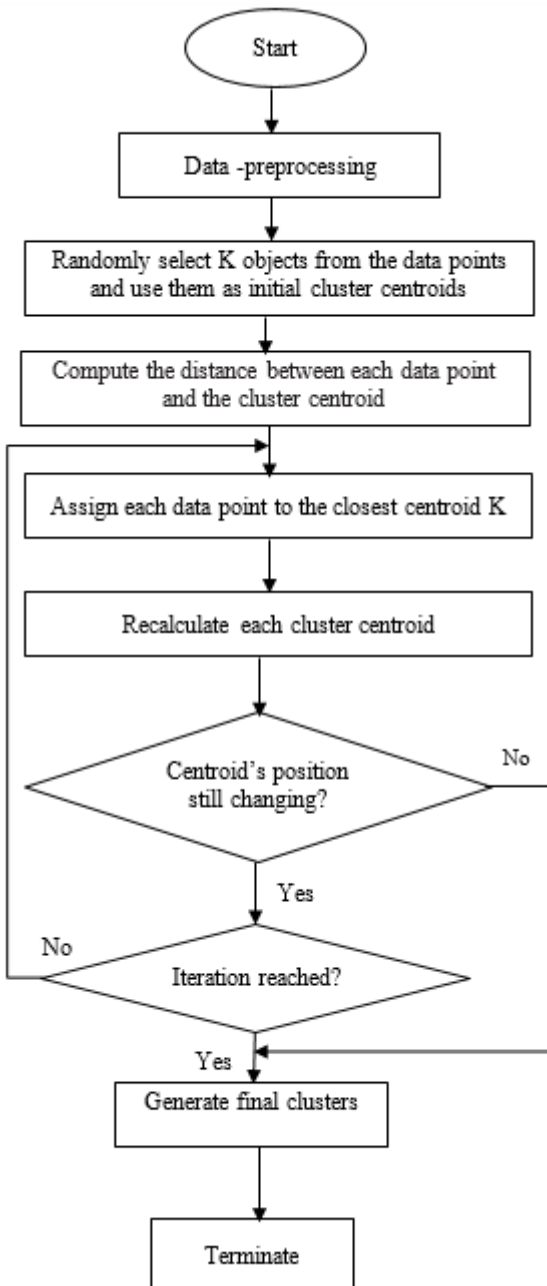 Start
Data -preprocessing
Randomly select K objects from the data points
and use them as initial cluster centroids
Compute the distance between each data point
and the cluster centroid
Assign each data point to the closest centroid K
Recalculate each cluster centroid
Centroid’s position
still changing?
No
Yes
No
Iteration reached?
Yes
Generate final clusters
Terminate